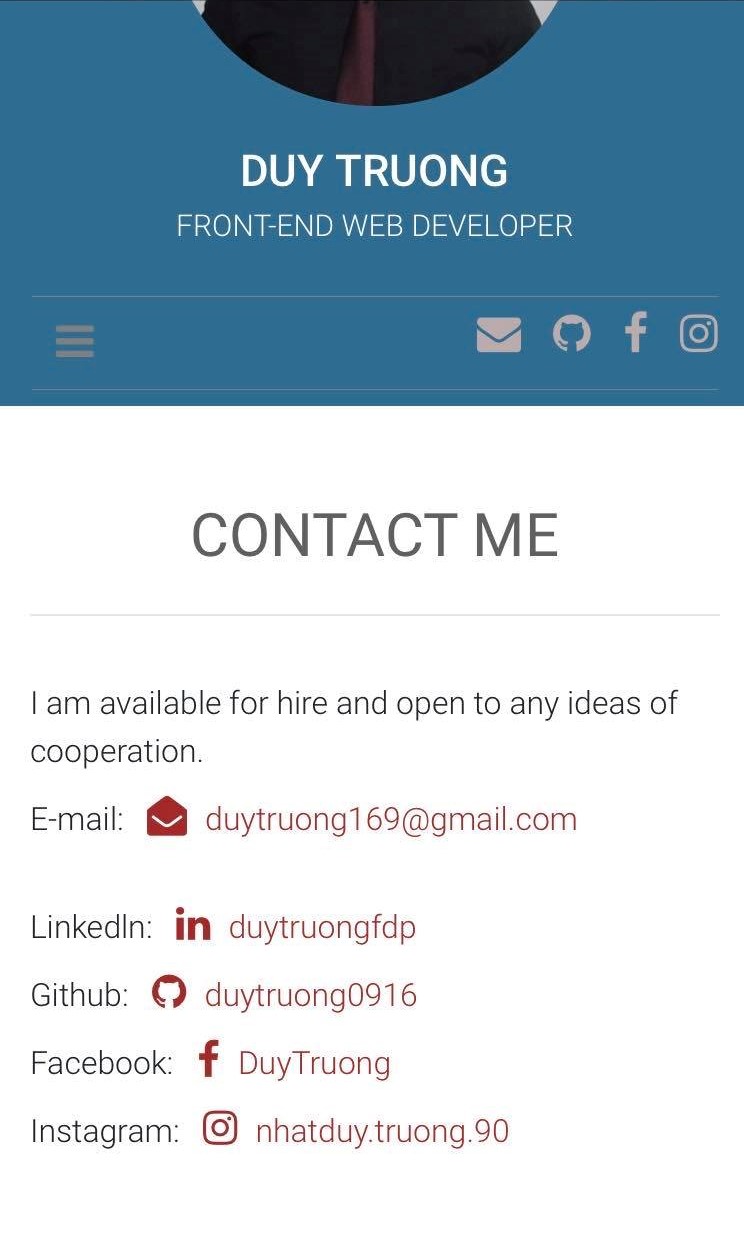 DUY TRUONG
FRONT-END WEB DEVELOPER
CONTACT ME
I am available for hire and open to any ideas of
cooperation.
E-mail: duytruong169@gmail.com
LinkedIn: in duytruongfdp
Github: duytruong0916
Facebook: f DuyTruong
Instagram: nhatduy.truong.90